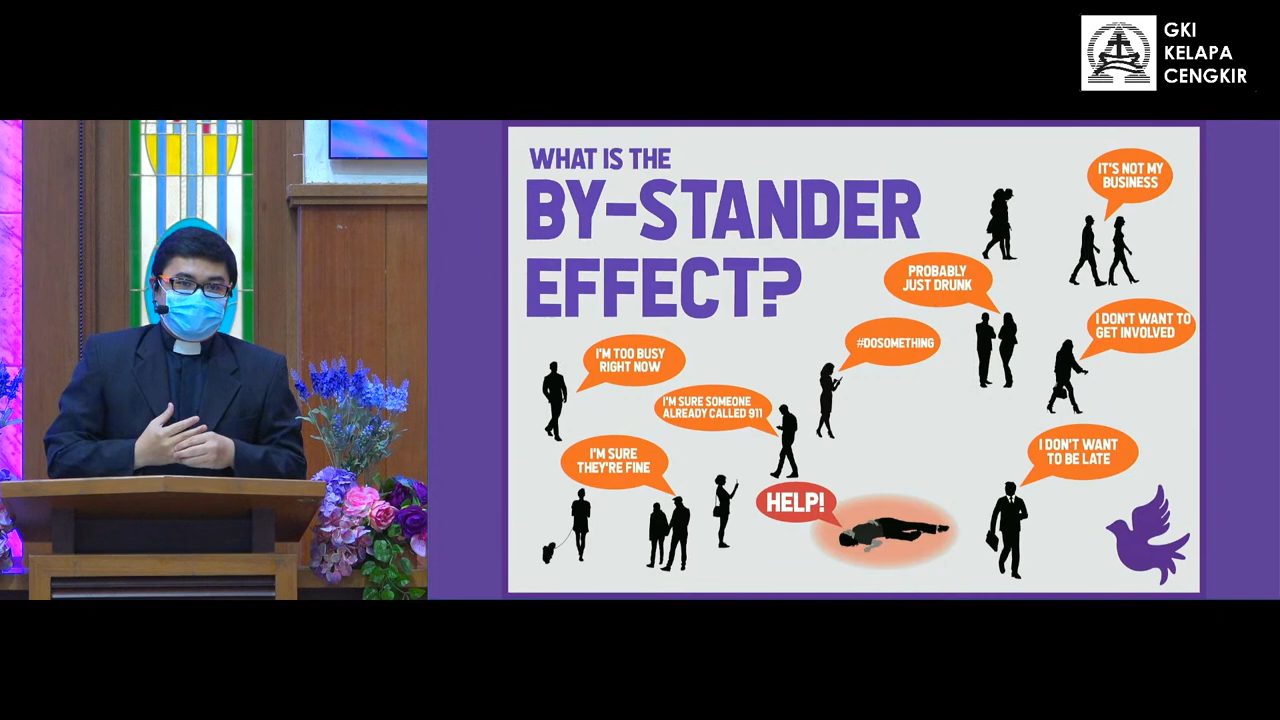 GKI
KELAPA
CENGKIR
WHAT IS THE
BY-STANDER
EFFECT?
IT'S NOT MY
BUSINESS
PROBABLY
JUST DRUNK
I DON'T WANT TO
GET INVOLVED
#DOSOMETHING
I'M TOO BUSY
RIGHT NOW
I'M SURE SOMEONE
ALREADY CALLED 911
I'M SURE
THEY'RE FINE
I DON'T WANT
TO BE LATE
HELP!